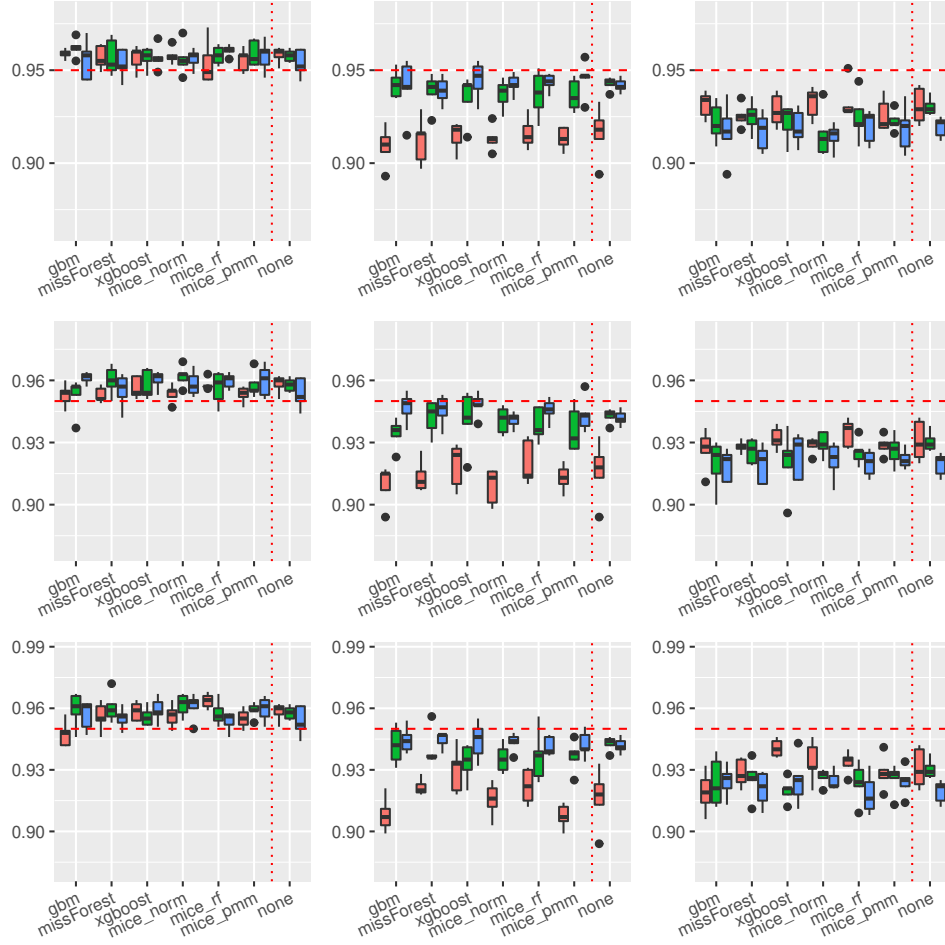 0.95
0.90
gbm
missForest
xgboost
mice_norm
mice_rf
mice_pmm
none
0.95
0.90
gbm
missForest
xgboost
mice_norm
mice_rf
mice_pmm
none
0.95
0.90
gbm
missForest
xgboost
mice_norm
mice_rf
mice_pmm
none
0.96
0.93
0.90
gbm
missForest
xgboost
mice_norm
mice_rf
mice_pmm
none
0.96
0.93
0.90
gbm
missForest
xgboost
mice_norm
mice_rf
mice_pmm
none
0.96
0.93
0.90
gbm
missForest
xgboost
mice_norm
mice_rf
mice_pmm
none
0.99
0.96
0.93
0.90
gbm
missForest
xgboost
mice_norm
mice_rf
mice_pmm
none
0.99
0.96
0.93
0.90
gbm
missForest
xgboost
mice_norm
mice_rf
mice_pmm
none
0.99
0.96
0.93
0.90
gbm
missForest
xgboost
mice_norm
mice_rf
mice_pmm
none